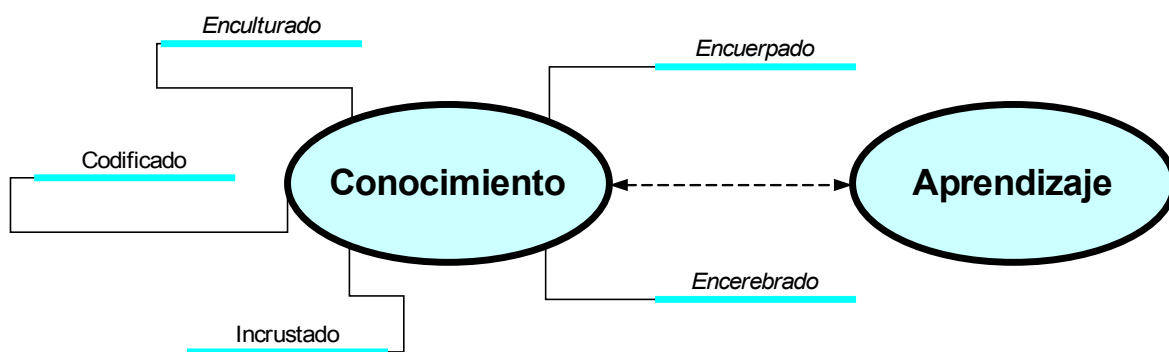 Enculturado
Encuerpado
Codificado
Conocimiento
Aprendizaje
Encerebrado
Incrustado